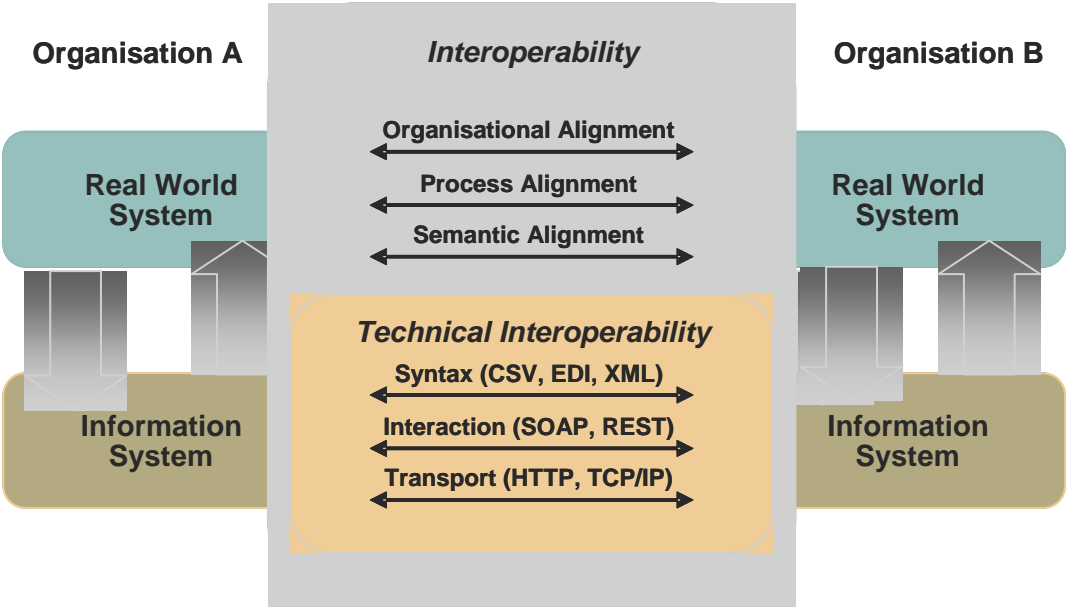 Organisation A
Interoperability
Organisation B
Organisational Alignment
Real World
System
Process Alignment
Real World
System
Semantic Alignment
Technical Interoperability
Syntax (CSV, EDI, XML)
Information
System
Interaction (SOAP, REST)
Information
System
Transport (HTTP, TCP/IP)